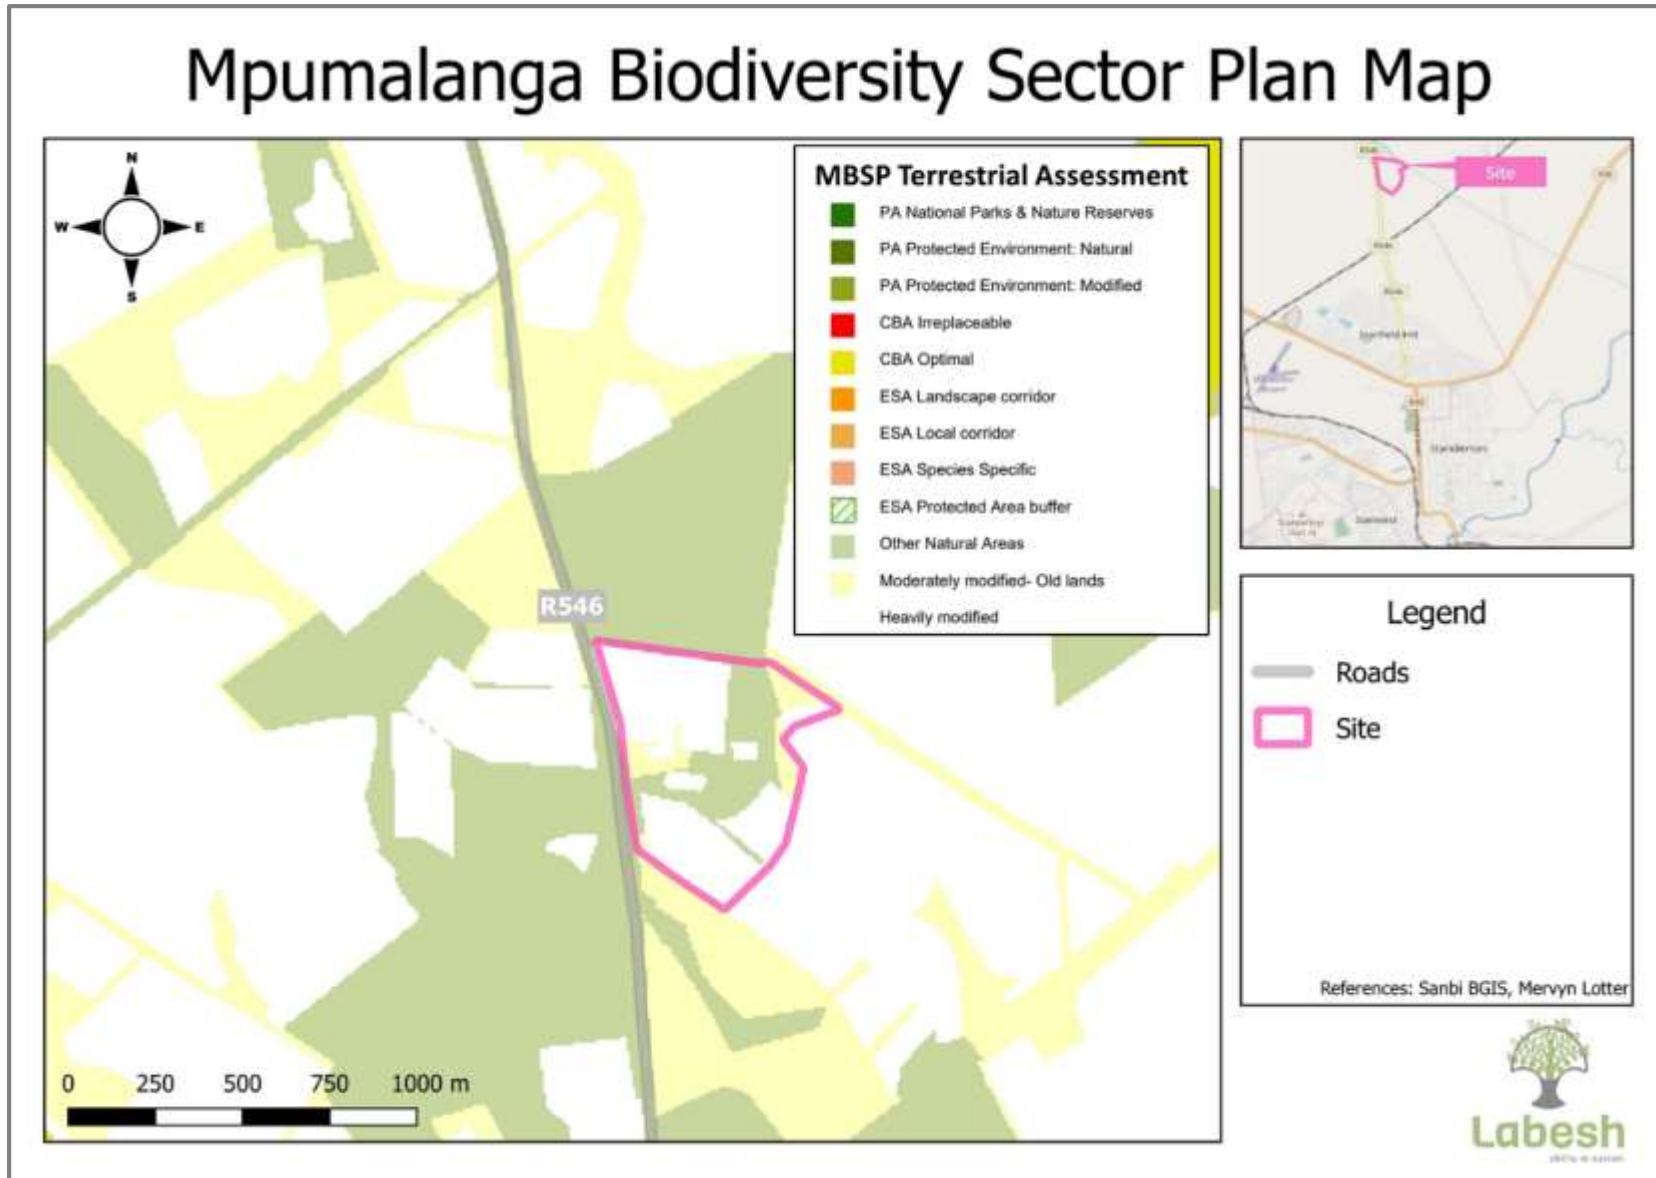 Mpumalanga Biodiversity Sector Plan Map
N
W
E
S
MBSP Terrestrial Assessment
PA National Parks & Nature Reserves
PA Protected Environment: Natural
PA Protected Environment: Modified
CBA Irreplaceable
CBA Optimal
ESA Landscape corridor
ESA Local corridor
ESA Species Specific
ESA Protected Area buffer
Other Natural Areas
Moderately modified- Old lands
Heavily modified
R546
0 250 500 750 1000 m
Site
Standerton
Legend
Roads
Site
References: Sanbi BGIS, Mervyn Lotter
Labesh